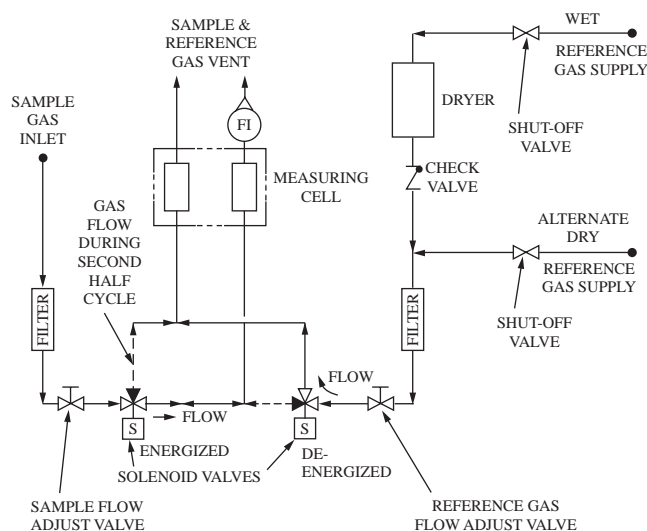 SAMPLE &
REFERENCE
GAS VENT
WET
REFERENCE
GAS SUPPLY
SAMPLE
GAS
INLET
FI
DRYER
SHUT-OFF
VALVE
MEASURING
CELL
CHECK
VALVE
GAS
FLOW
DURING
SECOND
HALF
CYCLE
ALTERNATE
DRY
REFERENCE
GAS SUPPLY
FILTER
FILTER
SHUT-OFF
VALVE
FLOW
FLOW
S
ENERGIZED
S
DE-
ENERGIZED
SOLENOID VALVES
SAMPLE FLOW
ADJUST VALVE
REFERENCE GAS
FLOW ADJUST VALVE